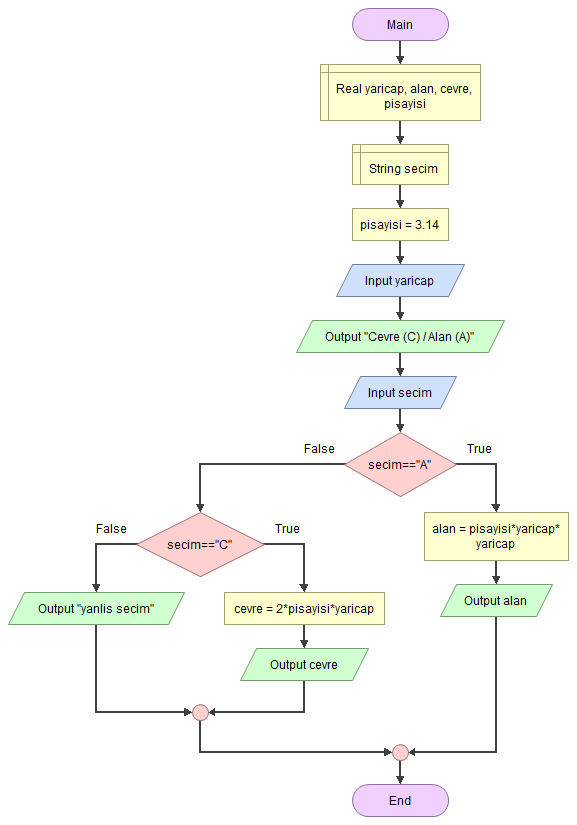 Main
Real yaricap, alan, cevre,
pisayisi
String secim
pisayisi = 3.14
Input yaricap
Output "Cevre (C) / Alan (A)"
Input secim
False
True
secim=="A"
False
True
secim=="C"
alan = pisayisi*yaricap*
yaricap
Output "yanlis secim"
cevre = 2*pisayisi*yaricap
Output alan
Output cevre
End